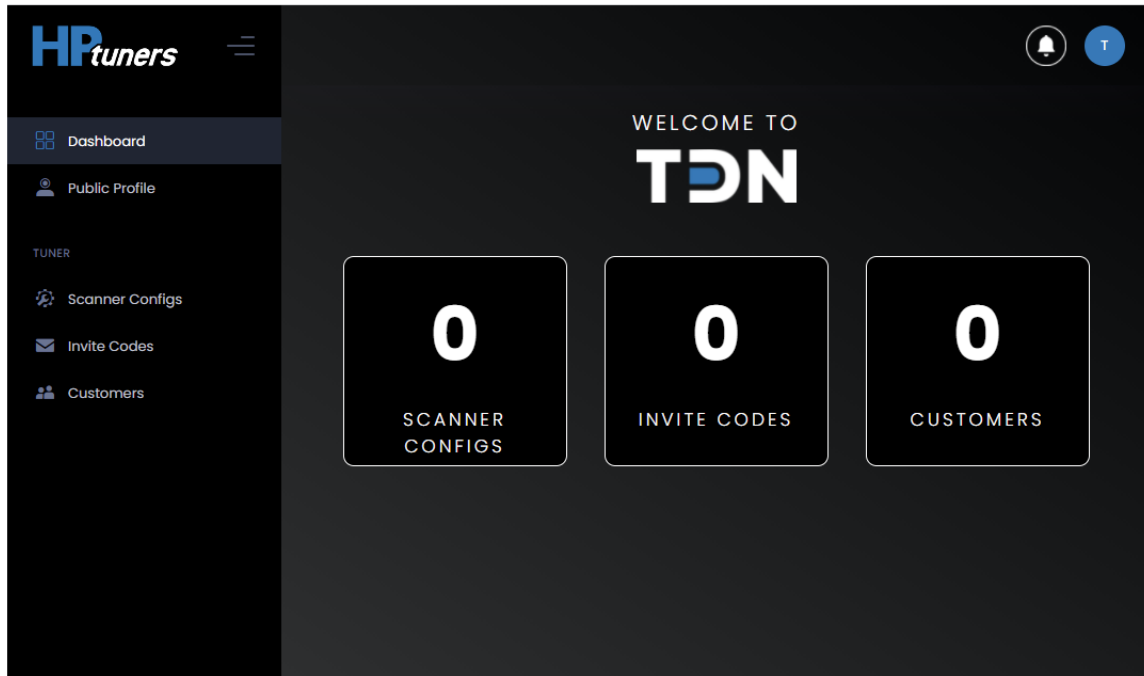 HPtuners
T
Dashboard
Public Profile
TUNER
Scanner Configs
Invite Codes
Customers
WELCOME TO
TDN
0
SCANNER
CONFIGS
0
INVITE CODES
0
CUSTOMERS